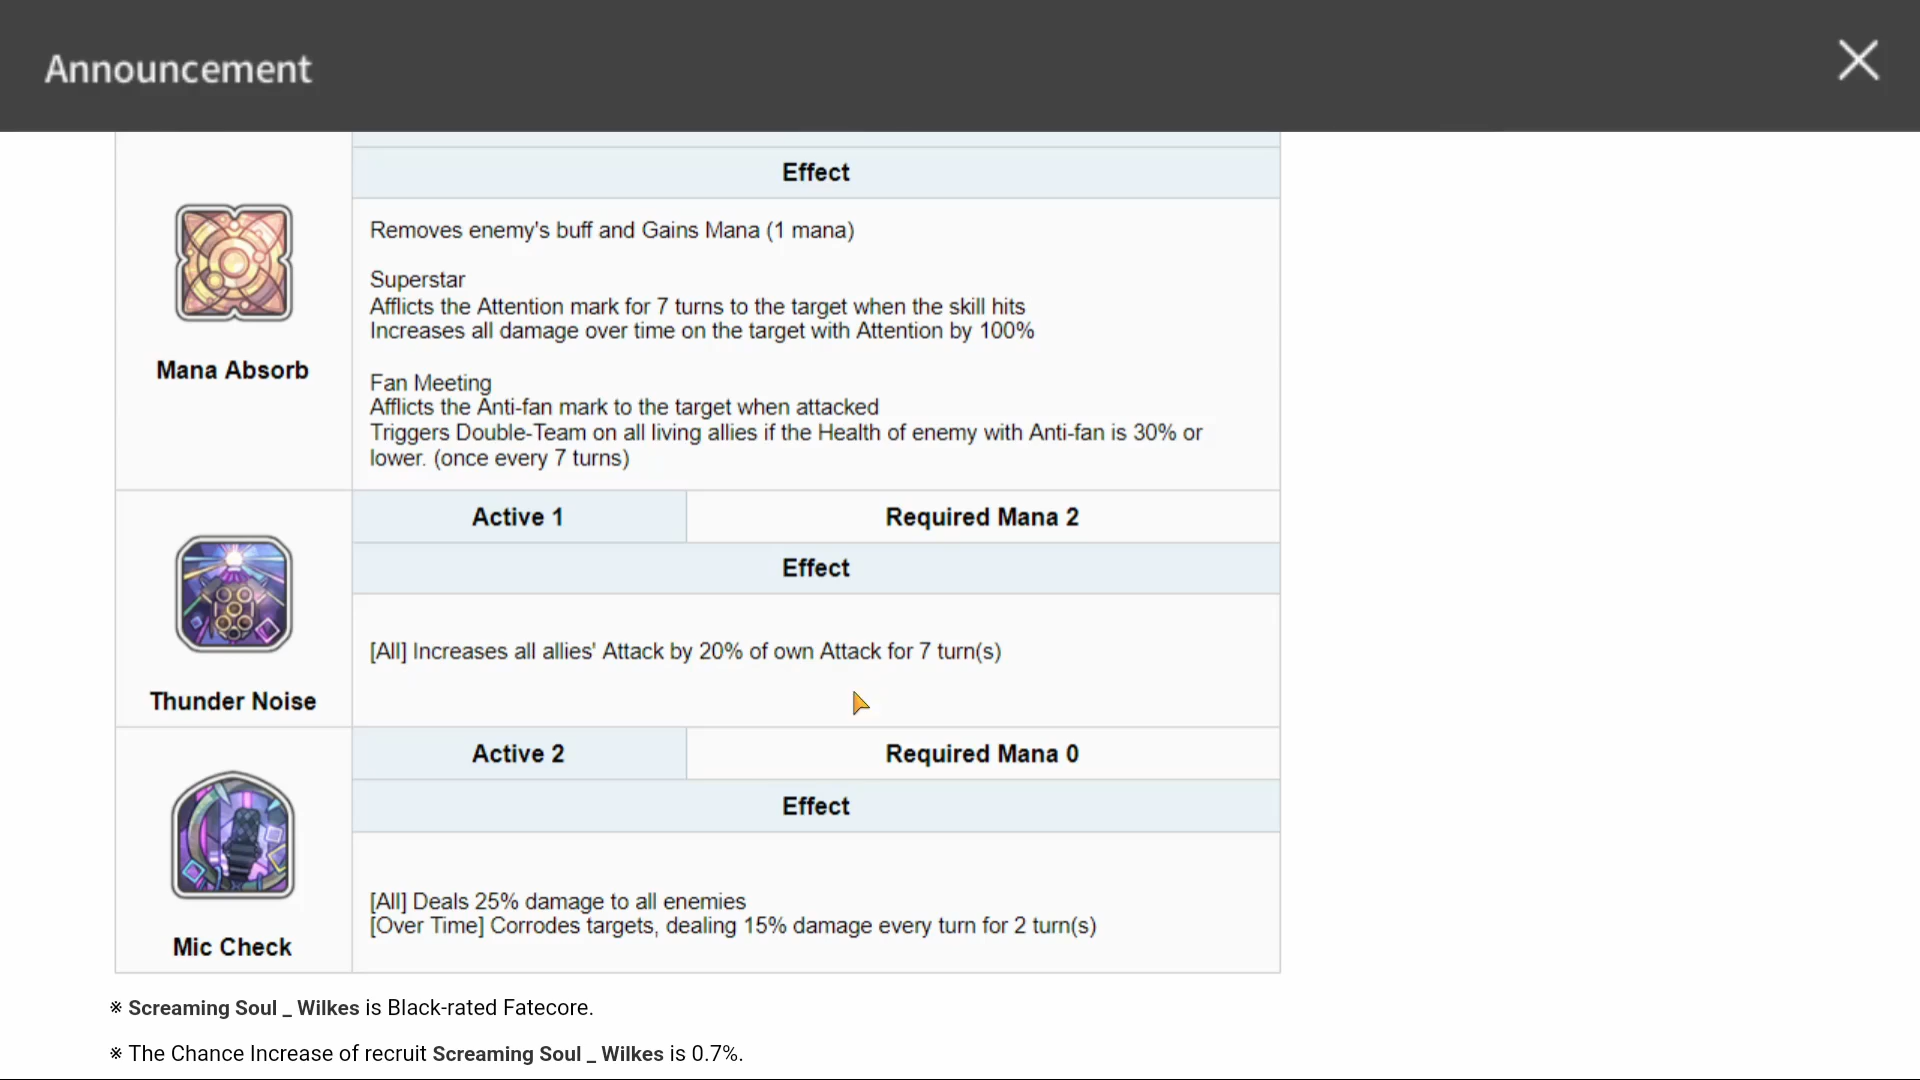 Announcement
Effect
Removes enemy's buff and Gains Mana (1 mana)
Superstar
Afflicts the Attention mark for 7 turns to the target when the skill hits
Increases all damage over time on the target with Attention by 100%
Fan Meeting
Afflicts the Anti-fan mark to the target when attacked
Triggers Double-Team on all living allies if the Health of enemy with Anti-fan is 30% or
lower. (once every 7 turns)
Mana Absorb
Active 1
Required Mana 2
Effect
[All] Increases all allies' Attack by 20% of own Attack for 7 turn(s)
Thunder Noise
Active 2
Required Mana 0
Effect
[All] Deals 25% damage to all enemies
[Over Time] Corrodes targets, dealing 15% damage every turn for 2 turn(s)
Mic Check
※ Screaming Soul _ Wilkes is Black-rated Fatecore.
※ The Chance Increase of recruit Screaming Soul _ Wilkes is 0.7%.